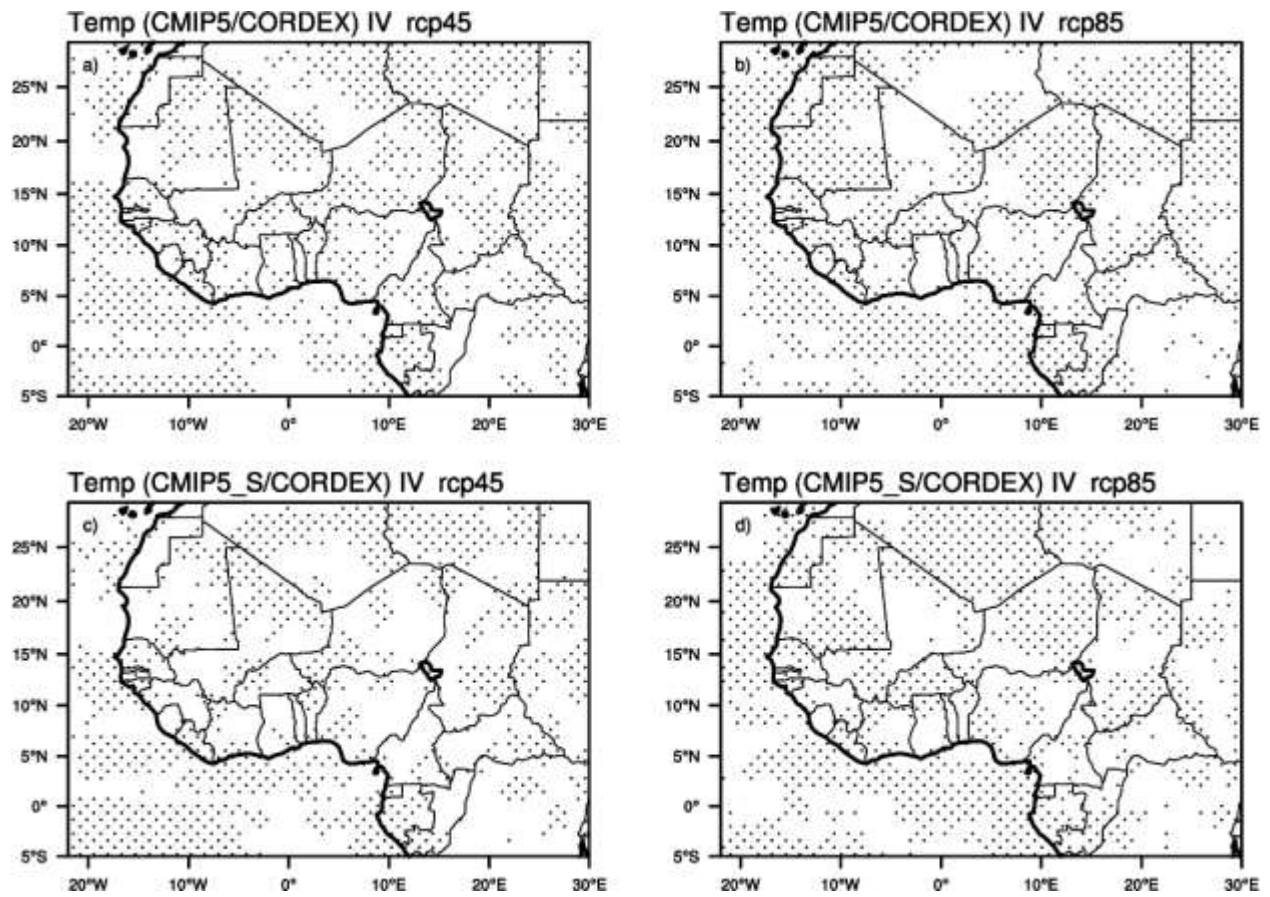 Temp (CMIP5/CORDEX) IV rcp45
a)
25°N
20°N
15°N
10°N
5°N
0°
5°S
20°W 10°W 0° 10°E 20°E 30°E
Temp (CMIP5/CORDEX) IV rcp85
b)
25°N
20°N
15°N
10°N
5°N
0°
5°S
20°W 10°W 0° 10°E 20°E 30°E
Temp (CMIP5_S/CORDEX) IV rcp45
c)
25°N
20°N
15°N
10°N
5°N
0°
5°S
20°W 10°W 0° 10°E 20°E 30°E
Temp (CMIP5_S/CORDEX) IV rcp85
d)
25°N
20°N
15°N
10°N
5°N
0°
5°S
20°W 10°W 0° 10°E 20°E 30°E